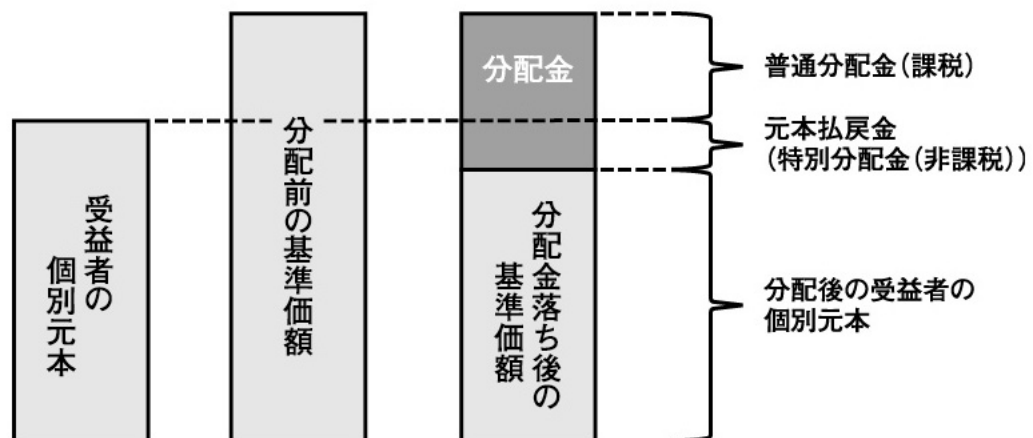 受益者の
個別元本
分配前の基準価額
分配金
分配金落ち後の
基準価額
普通分配金(課税)
元本払戻金
(特別分配金(非課税))
分配後の受益者の
個別元本